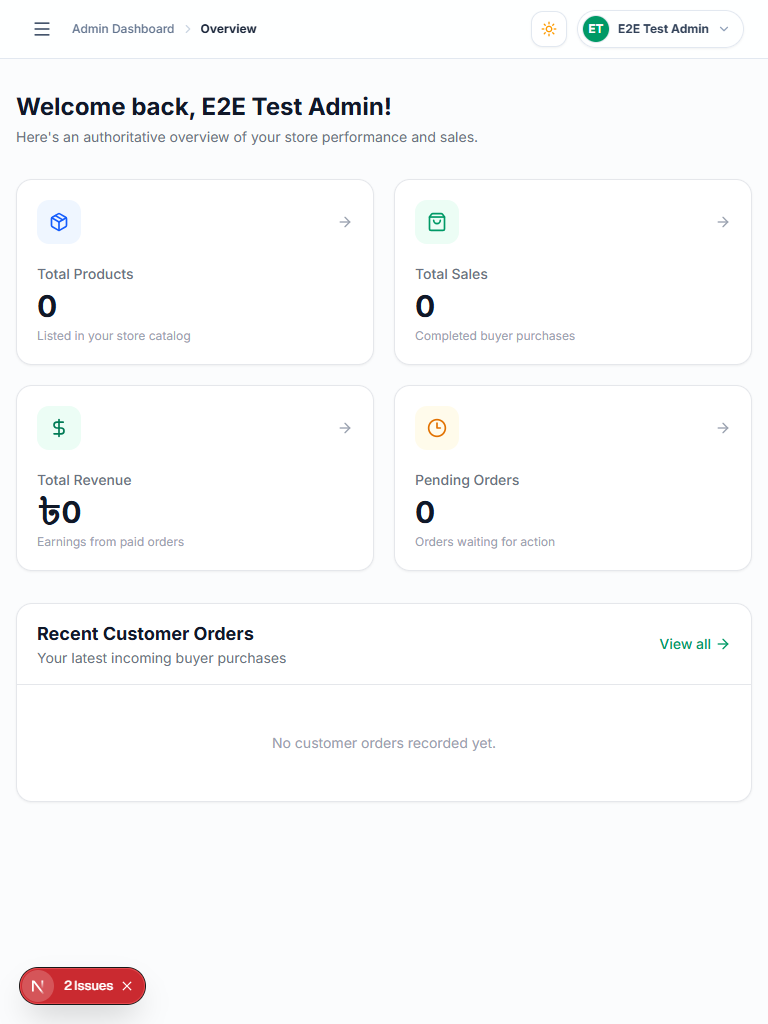 Admin Dashboard > Overview
ET E2E Test Admin
Welcome back, E2E Test Admin!
Here's an authoritative overview of your store performance and sales.
Total Products
0
Listed in your store catalog
Total Sales
0
Completed buyer purchases
Total Revenue
৳0
Earnings from paid orders
Pending Orders
0
Orders waiting for action
Recent Customer Orders
Your latest incoming buyer purchases
View all →
No customer orders recorded yet.
N 2 Issues ×